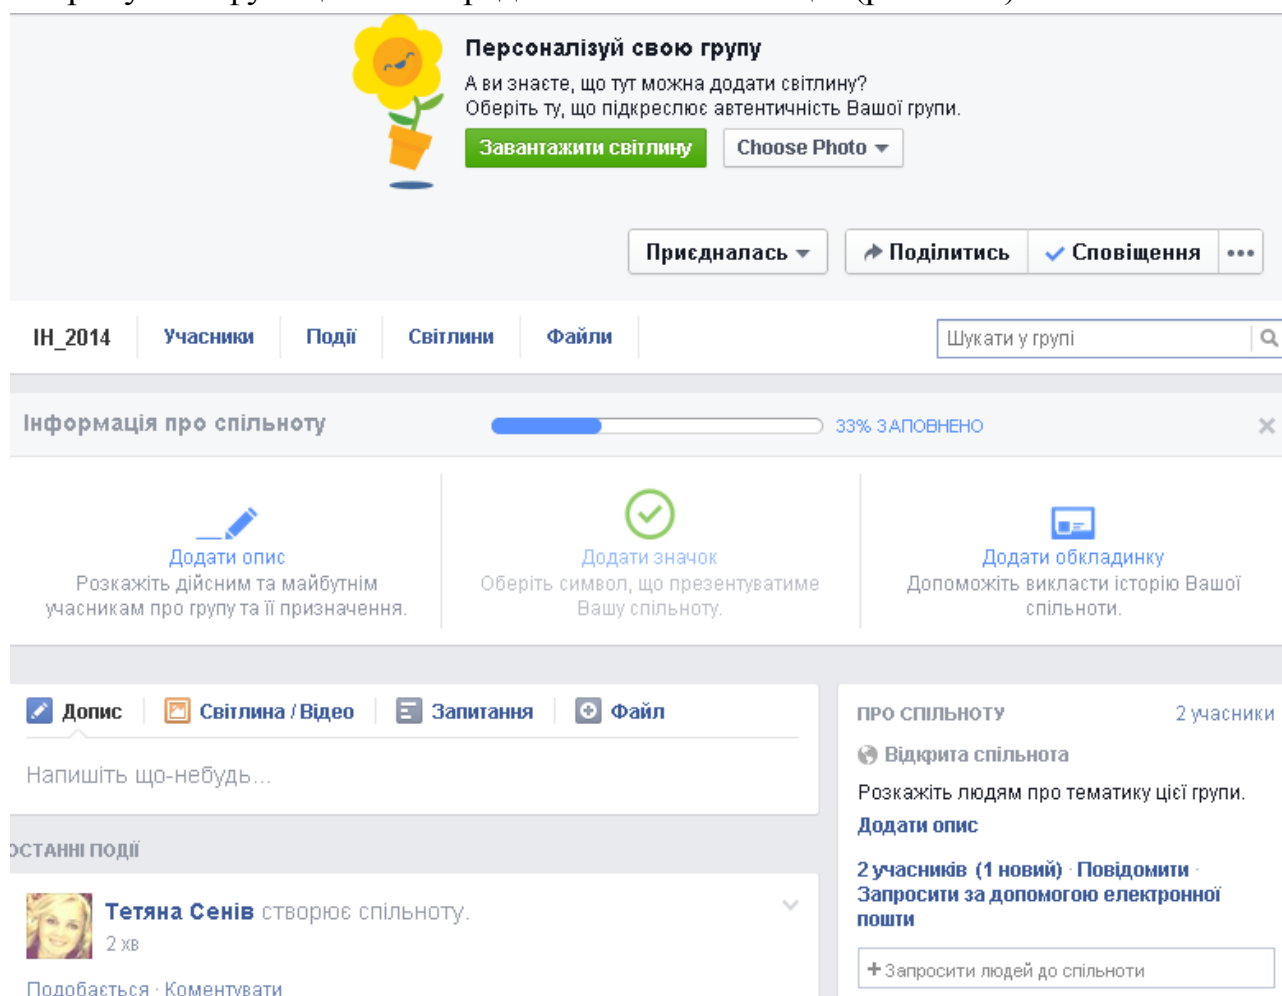 Персоналізуй свою групу
А ви знаєте, що тут можна додати світлину?
Оберіть ту, що підкреслює автентичність Вашої групи.
Завантажити світлину
Choose Photo
Приєдналась
Поділитись
Сповіщення
ІН_2014
Учасники
Події
Світлини
Файли
Шукати у групі
Інформація про спільноту
33% ЗАПОВНЕНО
Додати опис
Розкажіть дійсним та майбутнім
учасникам про групу та її призначення.
Додати значок
Оберіть символ, що презентуватиме
Вашу спільноту.
Додати обкладинку
Допоможіть викласти історію Вашої
спільноти.
Допис
Світлина / Відео
Запитання
Файл
Напишіть що-небудь...
ОСТАННІ ПОДІЇ
Тетяна Сенів створює спільноту.
2 хв
Подобається · Коментувати
ПРО СПІЛЬНОТУ
2 учасники
Відкрита спільнота
Розкажіть людям про тематику цієї групи.
Додати опис
2 учасників (1 новий) · Повідомити ·
Запросити за допомогою електронної
пошти
+ Запросити людей до спільноти